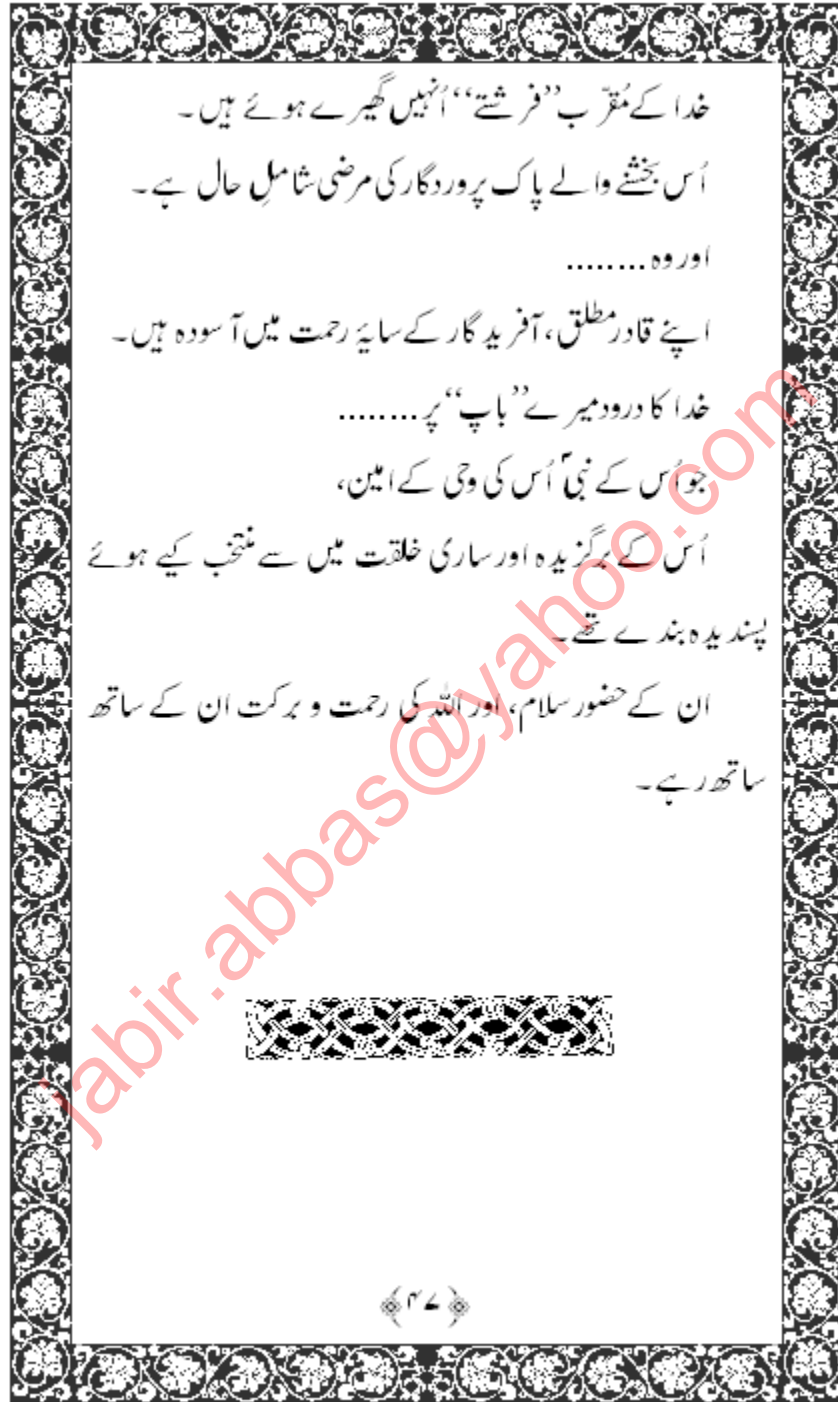 خدا کے مُقرّب ’’فرشتے‘‘ اُنہیں گھیرے ہوئے ہیں۔
اُس بخشنے والے پاک پروردگار کی مرضی شاملِ حال ہے۔
اور وہ ........
اپنے قادرِ مطلق، آفریدگار کے سایۂ رحمت میں آسودہ ہیں۔
خدا کا درود میرے ’’باپ‘‘ پر ........
جو اُس کے نبیؐ اُس کی وحی کے امین،
اُس کے برگزیدہ اور ساری خلقت میں سے منتخب کیے ہوئے
پسندیدہ بندے تھے۔
ان کے حضور سلام، اور اللہ کی رحمت و برکت ان کے ساتھ
ساتھ رہے۔
jabir.abbas@yahoo.com
﴿۴۷﴾